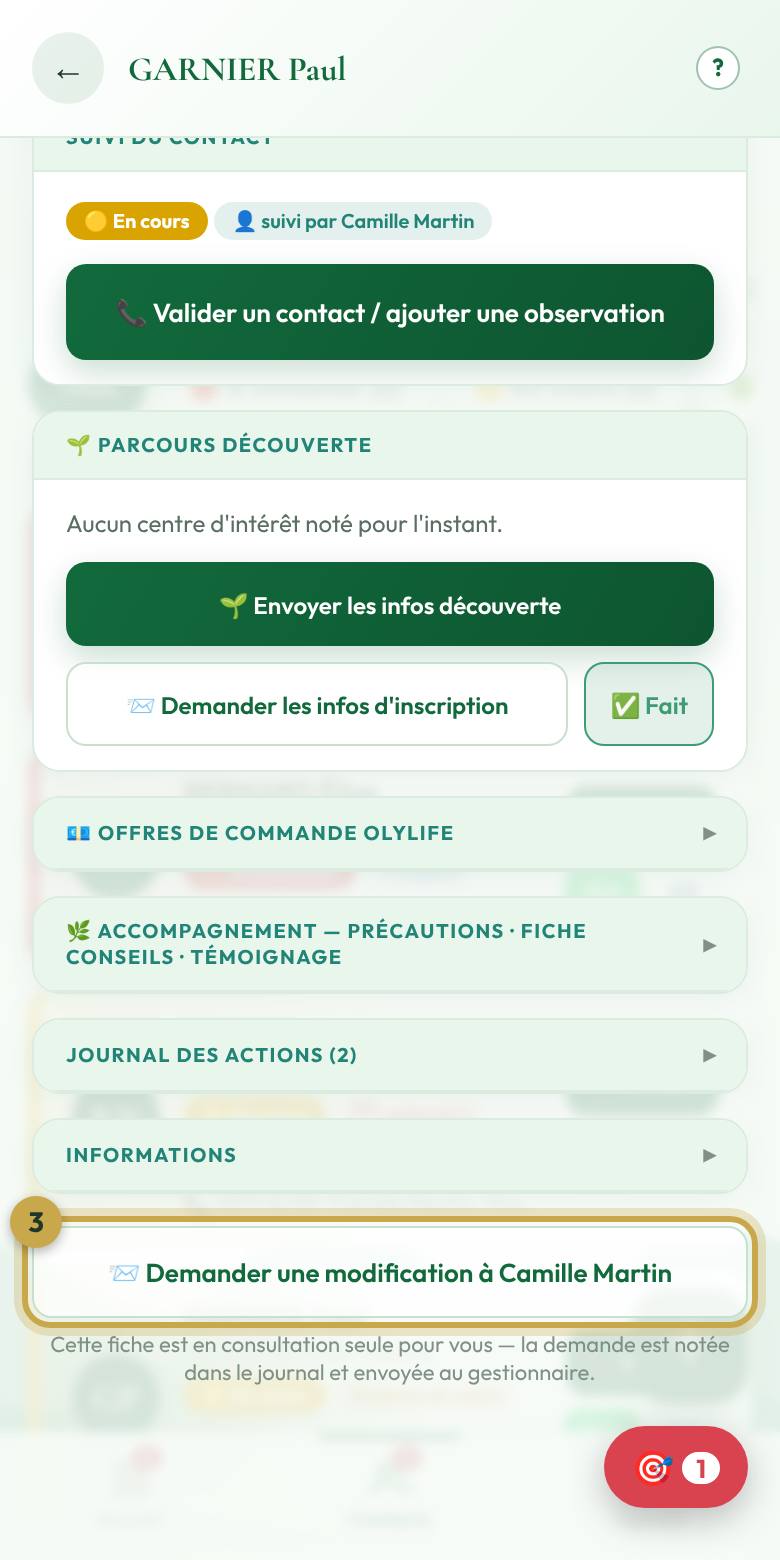 ← GARNIER Paul ?
SUIVI DU CONTACT
🟡 En cours 👤 suivi par Camille Martin
📞 Valider un contact / ajouter une observation
🌱 PARCOURS DÉCOUVERTE
Aucun centre d'intérêt noté pour l'instant.
🌱 Envoyer les infos découverte
📨 Demander les infos d'inscription ✅ Fait
💶 OFFRES DE COMMANDE OLYLIFE ▶
🌿 ACCOMPAGNEMENT — PRÉCAUTIONS · FICHE
CONSEILS · TÉMOIGNAGE ▶
JOURNAL DES ACTIONS (2) ▶
INFORMATIONS ▶
3
📨 Demander une modification à Camille Martin
Cette fiche est en consultation seule pour vous — la demande est notée
dans le journal et envoyée au gestionnaire.
🎯 1